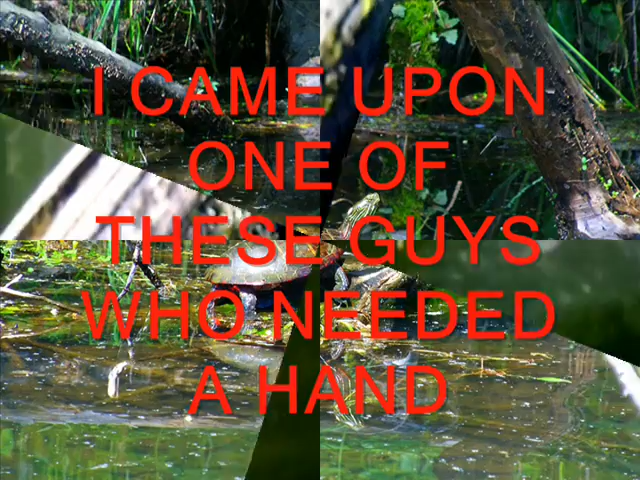 I CAME UPON
ONE OF
THESE GUYS
WHO NEEDED
A HAND